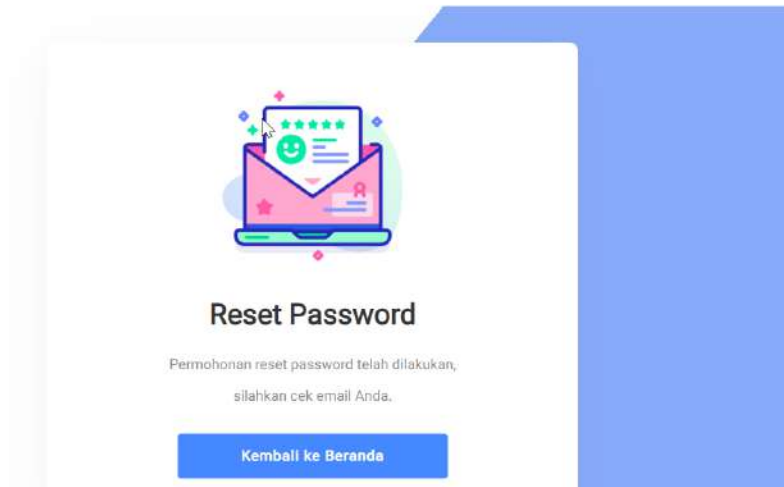 Reset Password
Permohonan reset password telah dilakukan,
silahkan cek email Anda.
Kembali ke Beranda